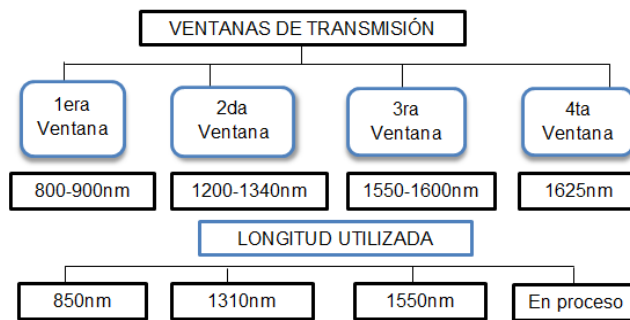 VENTANAS DE TRANSMISIÓN
1era
Ventana
2da
Ventana
3ra
Ventana
4ta
Ventana
800-900nm
1200-1340nm
1550-1600nm
1625nm
LONGITUD UTILIZADA
850nm
1310nm
1550nm
En proceso